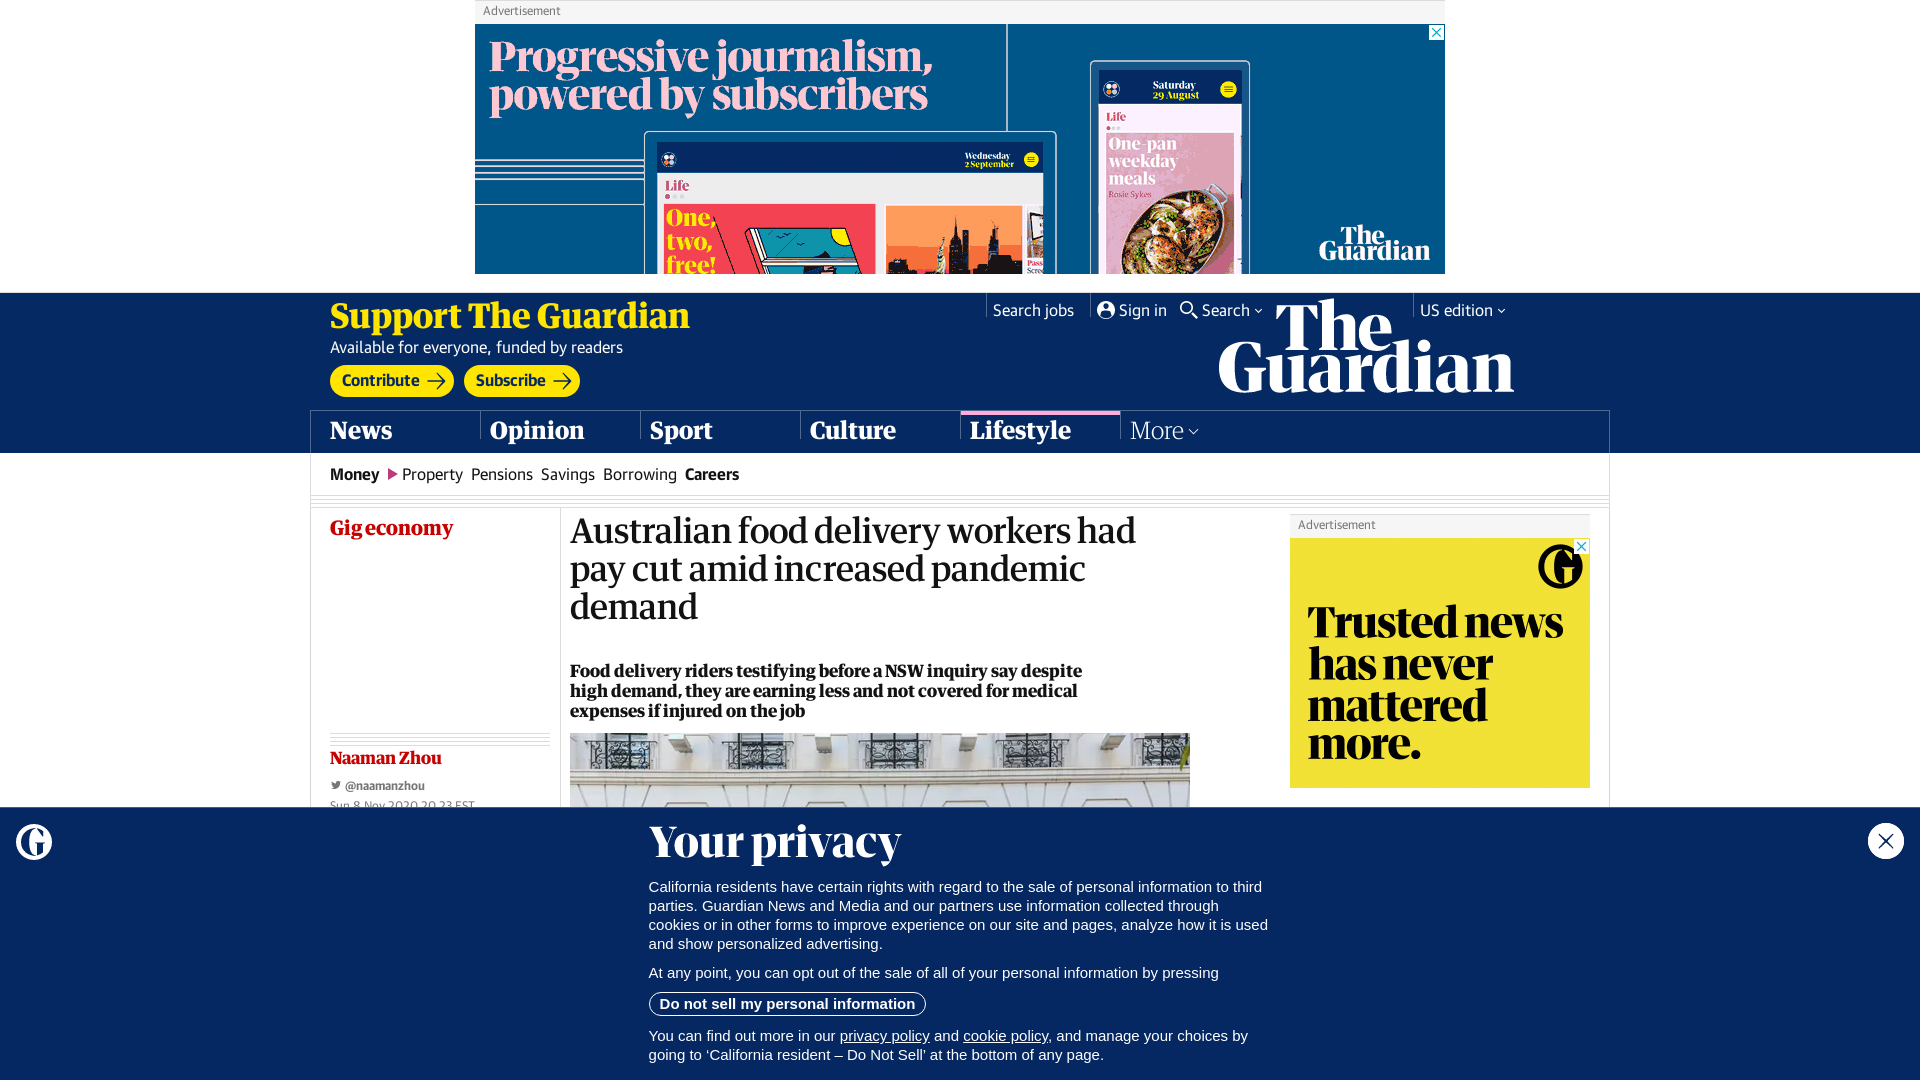 Advertisement
Progressive journalism,
powered by subscribers
Saturday
29 August
Life
One-pan
weekday
meals
Rosie Sykes
Wednesday
2 September
Life
One,
two,
free!
The
Guardian
Support The Guardian
Available for everyone, funded by readers
Contribute
Subscribe
Search jobs
Sign in
Search
US edition
The
Guardian
News
Opinion
Sport
Culture
Lifestyle
More
Money
Property
Pensions
Savings
Borrowing
Careers
Gig economy
Australian food delivery workers had
pay cut amid increased pandemic
demand
Food delivery riders testifying before a NSW inquiry say despite
high demand, they are earning less and not covered for medical
expenses if injured on the job
Naaman Zhou
@naamanzhou
Sun 8 Nov 2020 20.23 EST
Advertisement
Trusted news
has never
mattered
more.
Your privacy
California residents have certain rights with regard to the sale of personal information to third
parties. Guardian News and Media and our partners use information collected through
cookies or in other forms to improve experience on our site and pages, analyze how it is used
and show personalized advertising.
At any point, you can opt out of the sale of all of your personal information by pressing
Do not sell my personal information
You can find out more in our privacy policy and cookie policy, and manage your choices by
going to ‘California resident – Do Not Sell’ at the bottom of any page.